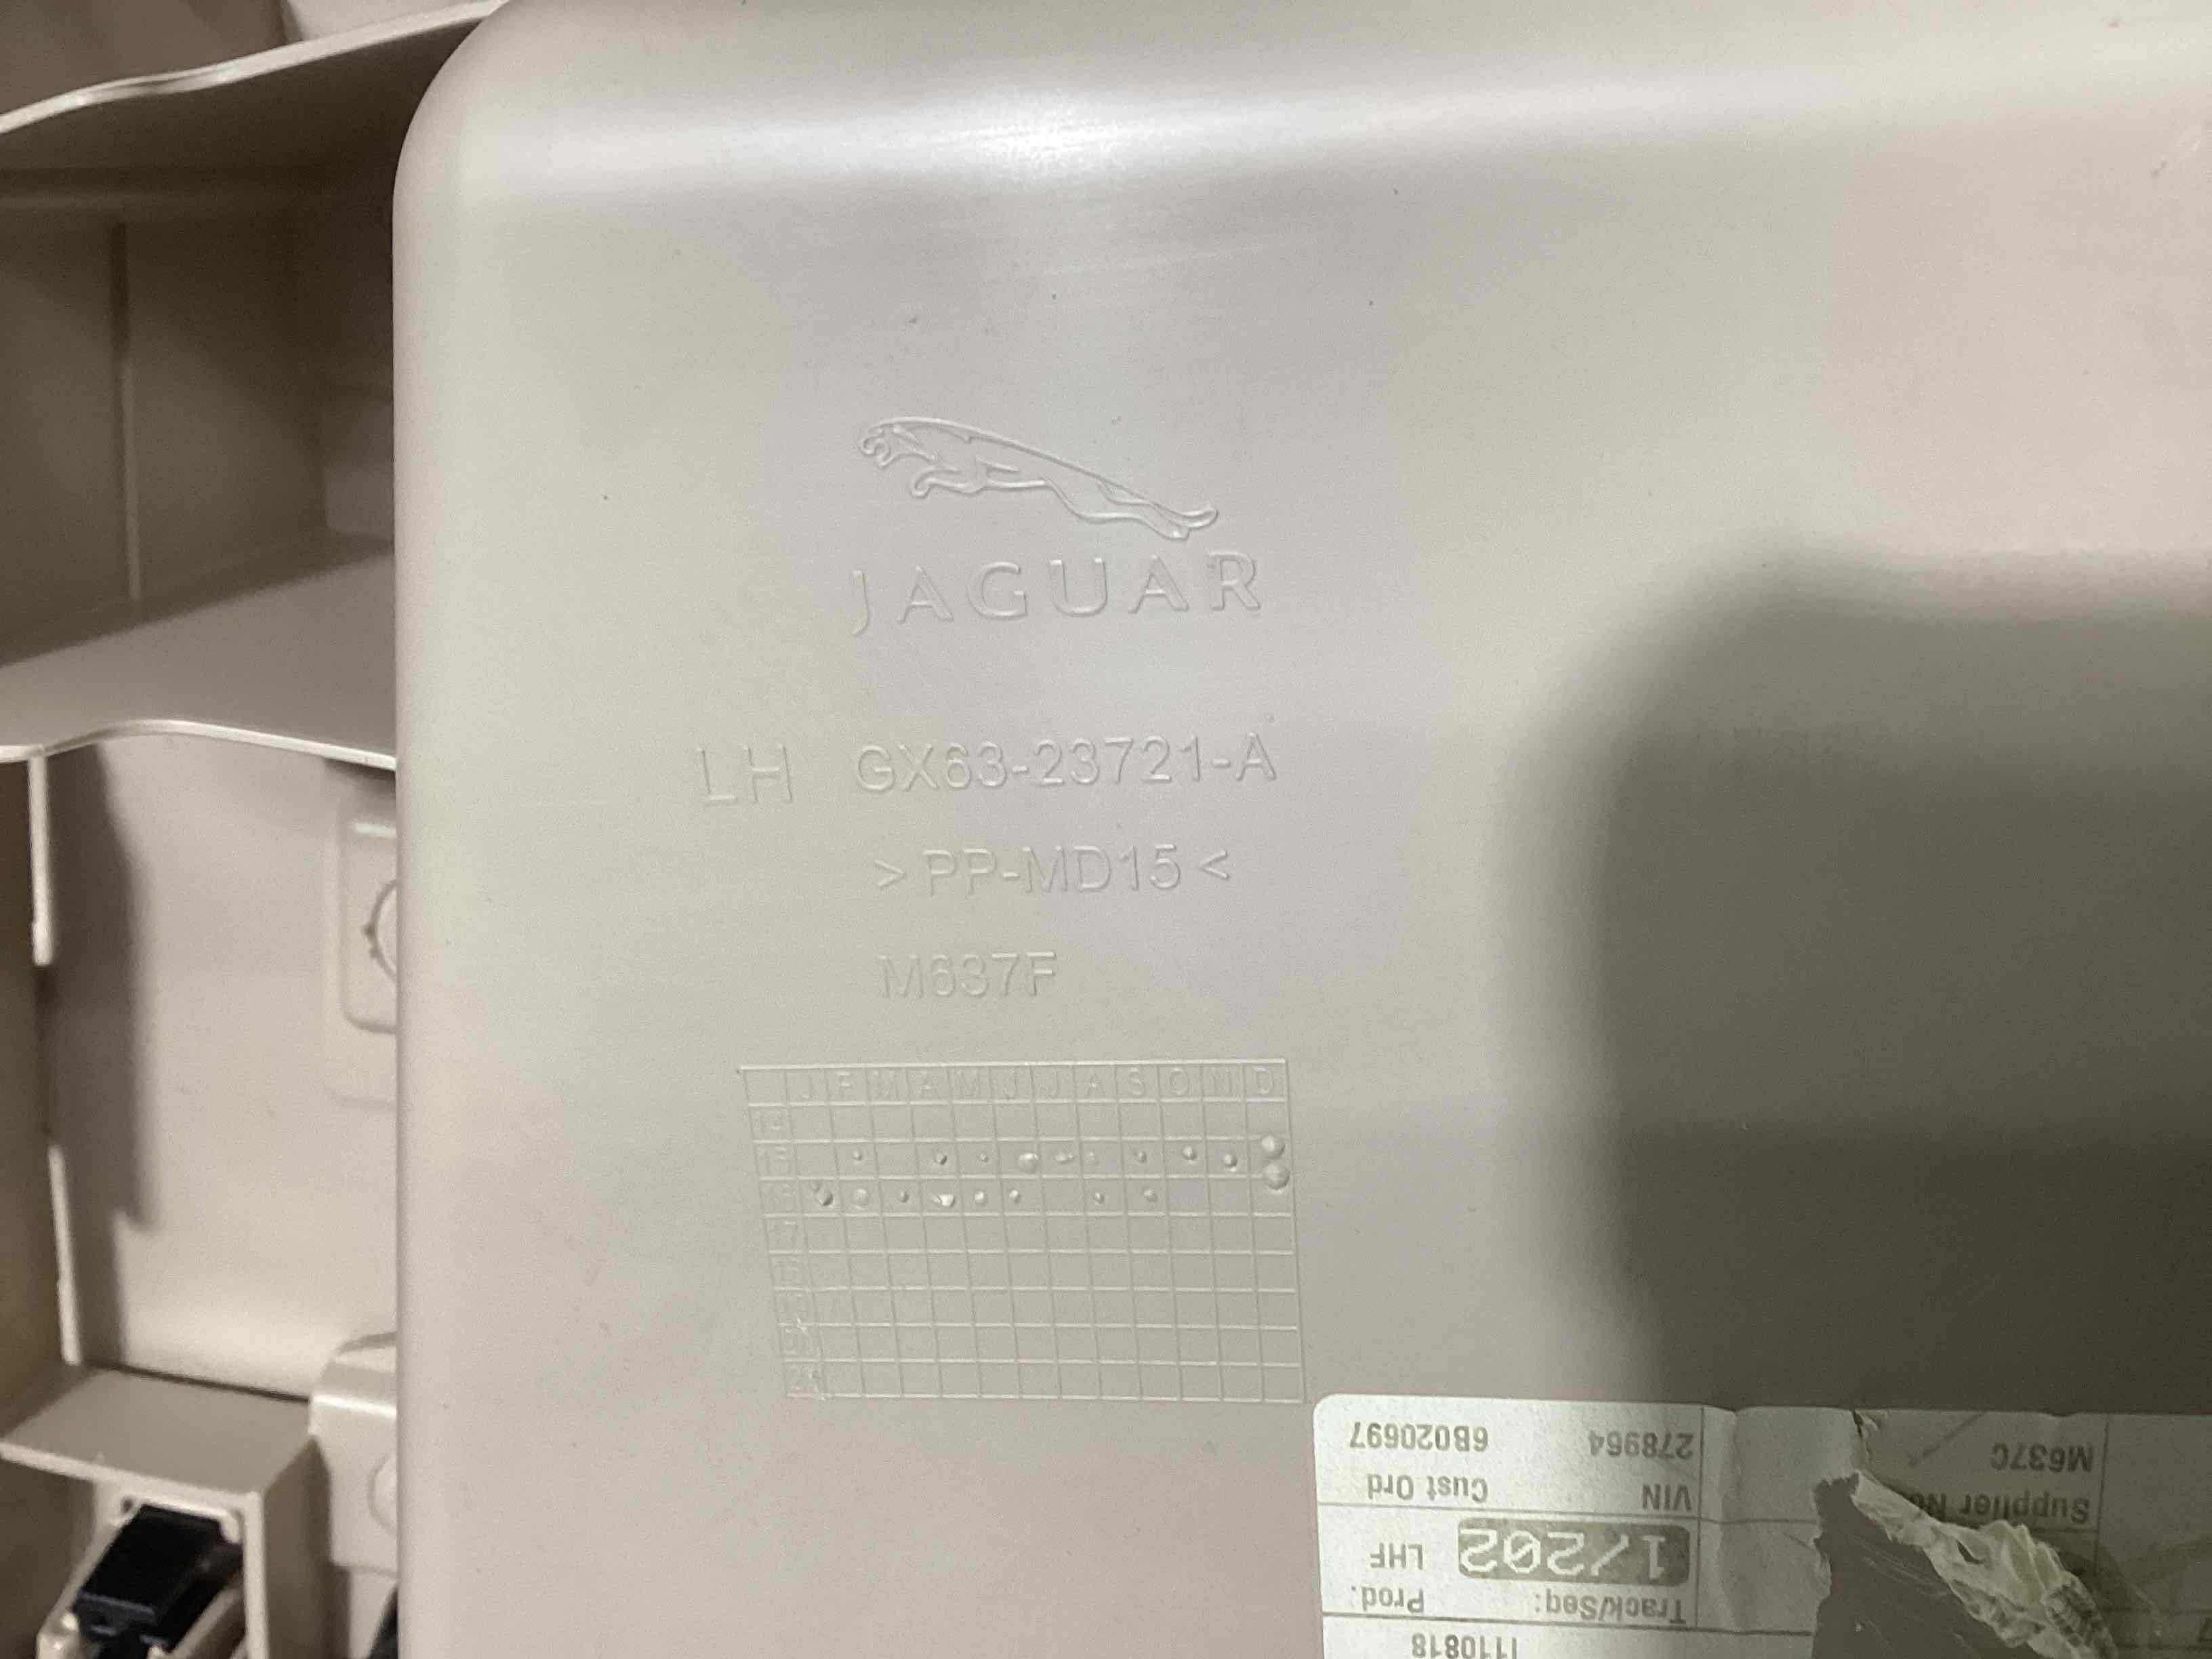 JAGUAR
LH GX63-23721-A
>PP-MD15<
M637F
J F M A M J J A S O N D
14
15
16
17
18
19
20
21
1110818
Track/Seq: Prod:
1/202 LHF
VIN Cust Ord
278964 6B020697
Supplier
M637C